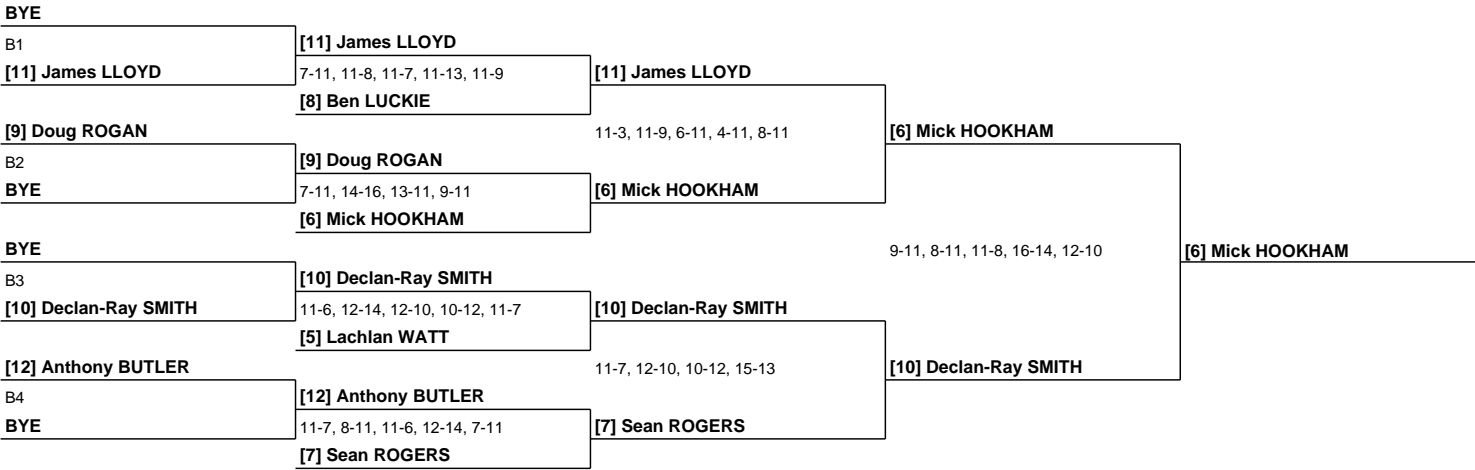 BYE
B1
[11] James LLOYD
[11] James LLOYD
7-11, 11-8, 11-7, 11-13, 11-9
[11] James LLOYD
[8] Ben LUCKIE
[9] Doug ROGAN
11-3, 11-9, 6-11, 4-11, 8-11
[6] Mick HOOKHAM
B2
[9] Doug ROGAN
BYE
7-11, 14-16, 13-11, 9-11
[6] Mick HOOKHAM
[6] Mick HOOKHAM
BYE
9-11, 8-11, 11-8, 16-14, 12-10
[6] Mick HOOKHAM
B3
[10] Declan-Ray SMITH
[10] Declan-Ray SMITH
11-6, 12-14, 12-10, 10-12, 11-7
[10] Declan-Ray SMITH
[5] Lachlan WATT
[12] Anthony BUTLER
11-7, 12-10, 10-12, 15-13
[10] Declan-Ray SMITH
B4
[12] Anthony BUTLER
BYE
11-7, 8-11, 11-6, 12-14, 7-11
[7] Sean ROGERS
[7] Sean ROGERS